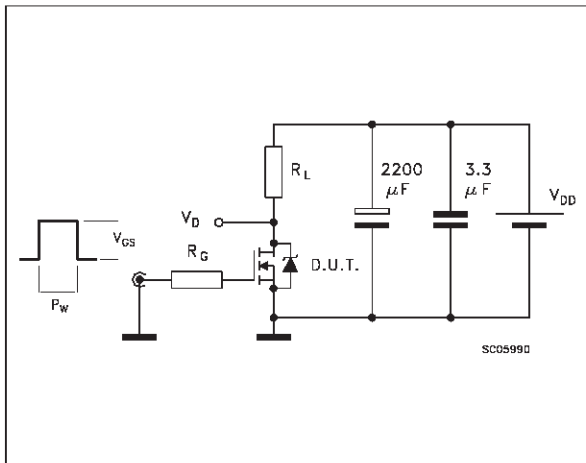 R_L
2200
μF
3.3
μF
V_DD
V_D
V_GS
R_G
D.U.T.
P_W
SC05990